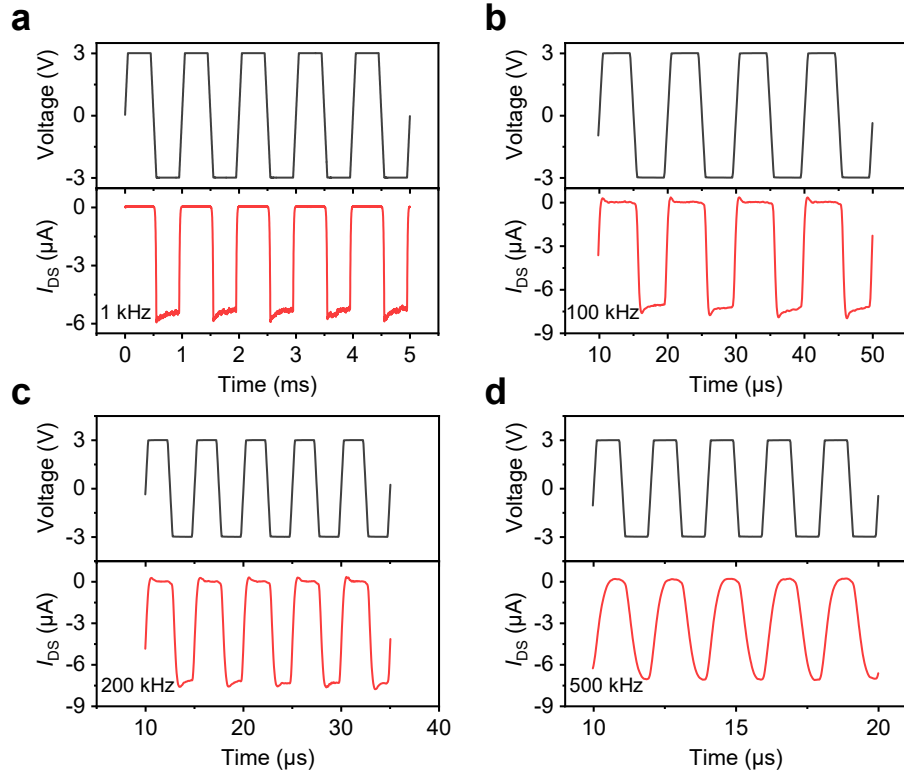 a
Voltage (V)
3
0
-3
I_DS (µA)
0
-3
-6
1 kHz
0 1 2 3 4 5
Time (ms)
b
Voltage (V)
3
0
-3
I_DS (µA)
0
-3
-6
-9
100 kHz
10 20 30 40 50
Time (µs)
c
Voltage (V)
3
0
-3
I_DS (µA)
0
-3
-6
-9
200 kHz
10 20 30 40
Time (µs)
d
Voltage (V)
3
0
-3
I_DS (µA)
0
-3
-6
-9
500 kHz
10 15 20
Time (µs)